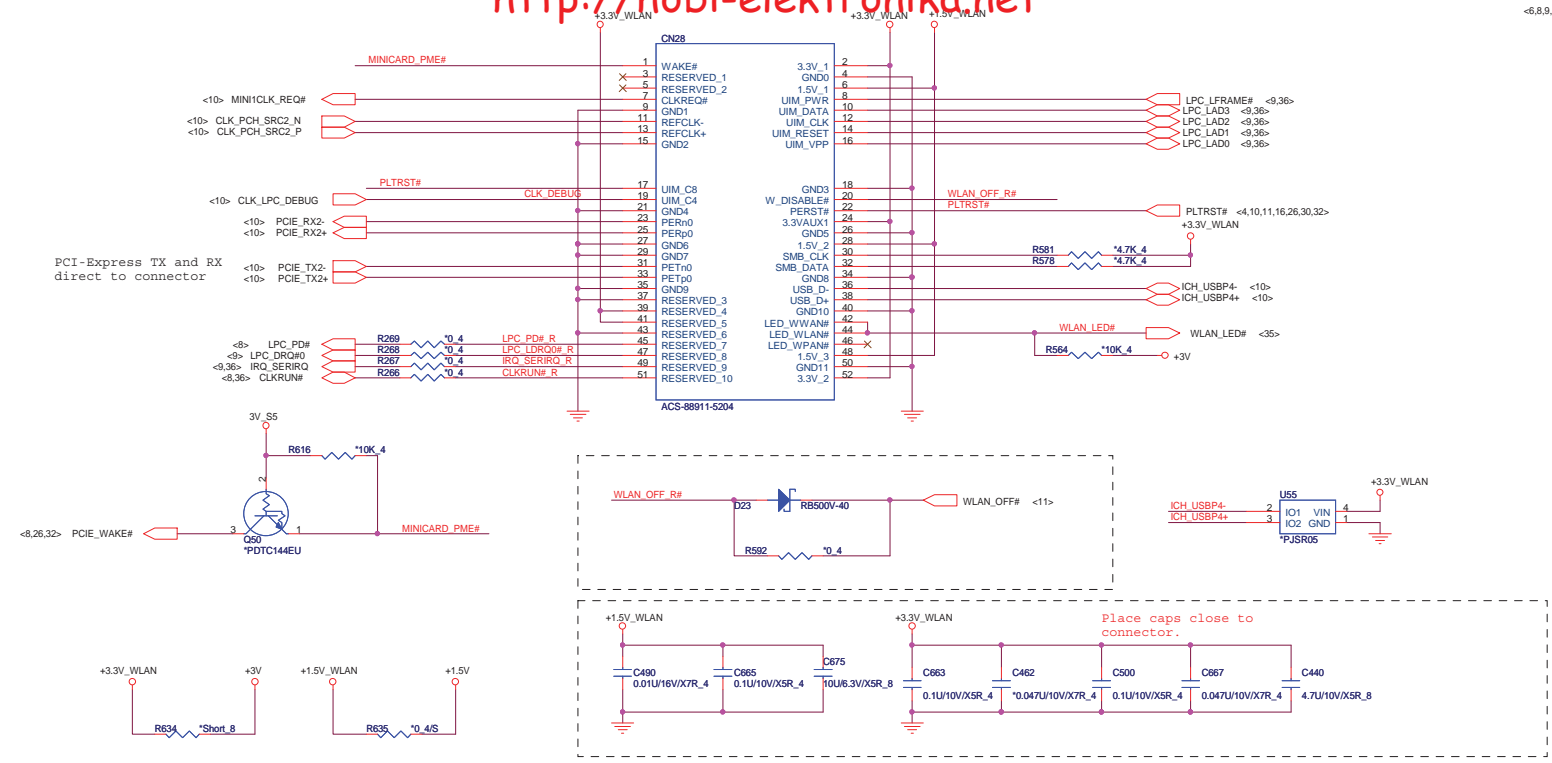 http://hobi-elektronika.net
<6,8,9,
+3.3V_WLAN
+3.3V_WLAN
+1.5V_WLAN
CN28
MINICARD_PME#
1 WAKE#
3 RESERVED_1
5 RESERVED_2
<10> MINI1CLK_REQ# 7 CLKREQ#
9 GND1
<10> CLK_PCH_SRC2_N 11 REFCLK-
<10> CLK_PCH_SRC2_P 13 REFCLK+
15 GND2
PLTRST# 17 UIM_C8
<10> CLK_LPC_DEBUG CLK_DEBUG 19 UIM_C4
21 GND4
<10> PCIE_RX2- 23 PERn0
<10> PCIE_RX2+ 25 PERp0
27 GND6
29 GND7
PCI-Express TX and RX
direct to connector
<10> PCIE_TX2- 31 PETn0
<10> PCIE_TX2+ 33 PETp0
35 GND9
37 RESERVED_3
39 RESERVED_4
41 RESERVED_5
43 RESERVED_6
<8> LPC_PD# R269 *0_4 LPC_PD#_R 45 RESERVED_7
<9> LPC_DRQ#0 R268 *0_4 LPC_LDRQ0#_R 47 RESERVED_8
<9,36> IRQ_SERIRQ R267 *0_4 IRQ_SERIRQ_R 49 RESERVED_9
<8,36> CLKRUN# R266 *0_4 CLKRUN#_R 51 RESERVED_10
3.3V_1 2
GND0 4
1.5V_1 6
UIM_PWR 8 LPC_LFRAME# <9,36>
UIM_DATA 10 LPC_LAD3 <9,36>
UIM_CLK 12 LPC_LAD2 <9,36>
UIM_RESET 14 LPC_LAD1 <9,36>
UIM_VPP 16 LPC_LAD0 <9,36>
GND3 18
W_DISABLE# 20 WLAN_OFF_R#
PERST# 22 PLTRST# PLTRST# <4,10,11,16,26,30,32>
3.3VAUX1 24
+3.3V_WLAN
GND5 26
1.5V_2 28
SMB_CLK 30 R581 *4.7K_4
SMB_DATA 32 R578 *4.7K_4
GND8 34
USB_D- 36 ICH_USBP4- <10>
USB_D+ 38 ICH_USBP4+ <10>
GND10 40
LED_WWAN# 42
LED_WLAN# 44 WLAN_LED# WLAN_LED# <35>
LED_WPAN# 46
1.5V_3 48 R564 *10K_4 +3V
GND11 50
3.3V_2 52
ACS-88911-5204
3V_S5
R616 *10K_4
2
<8,26,32> PCIE_WAKE# 3 1 MINICARD_PME#
Q50
*PDTC144EU
WLAN_OFF_R# D23 RB500V-40 WLAN_OFF# <11>
R592 *0_4
+3.3V_WLAN
U55
ICH_USBP4- 2 IO1 VIN 4
ICH_USBP4+ 3 IO2 GND 1
*PJSR05
+1.5V_WLAN
C490
0.01U/16V/X7R_4
C665
0.1U/10V/X5R_4
C675
10U/6.3V/X5R_8
+3.3V_WLAN
Place caps close to
connector.
C663
0.1U/10V/X5R_4
C462
*0.047U/10V/X7R_4
C500
0.1U/10V/X5R_4
C667
0.047U/10V/X7R_4
C440
4.7U/10V/X5R_8
+3.3V_WLAN +3V
R634 *Short_8
+1.5V_WLAN +1.5V
R635 *0_4/S